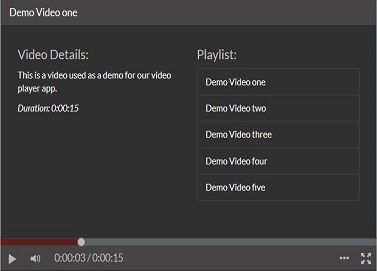 Demo Video one
Video Details:
This is a video used as a demo for our video
player app.
Duration: 0:00:15
Playlist:
Demo Video one
Demo Video two
Demo Video three
Demo Video four
Demo Video five
0:00:03 / 0:00:15